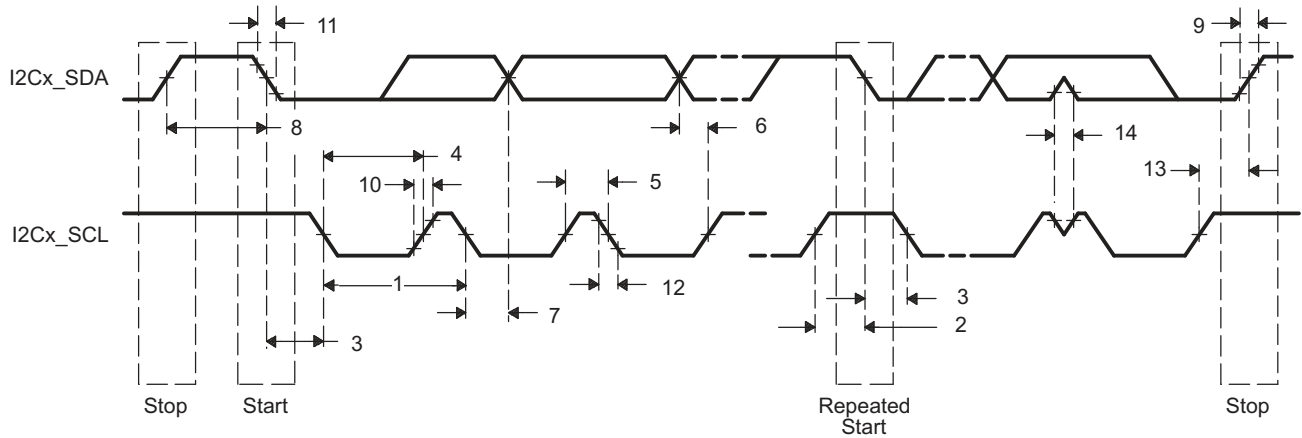 11
9
I2Cx_SDA
8
6
14
4
10
5
13
I2Cx_SCL
1
12
7
3
3
2
Stop
Start
Repeated
Start
Stop